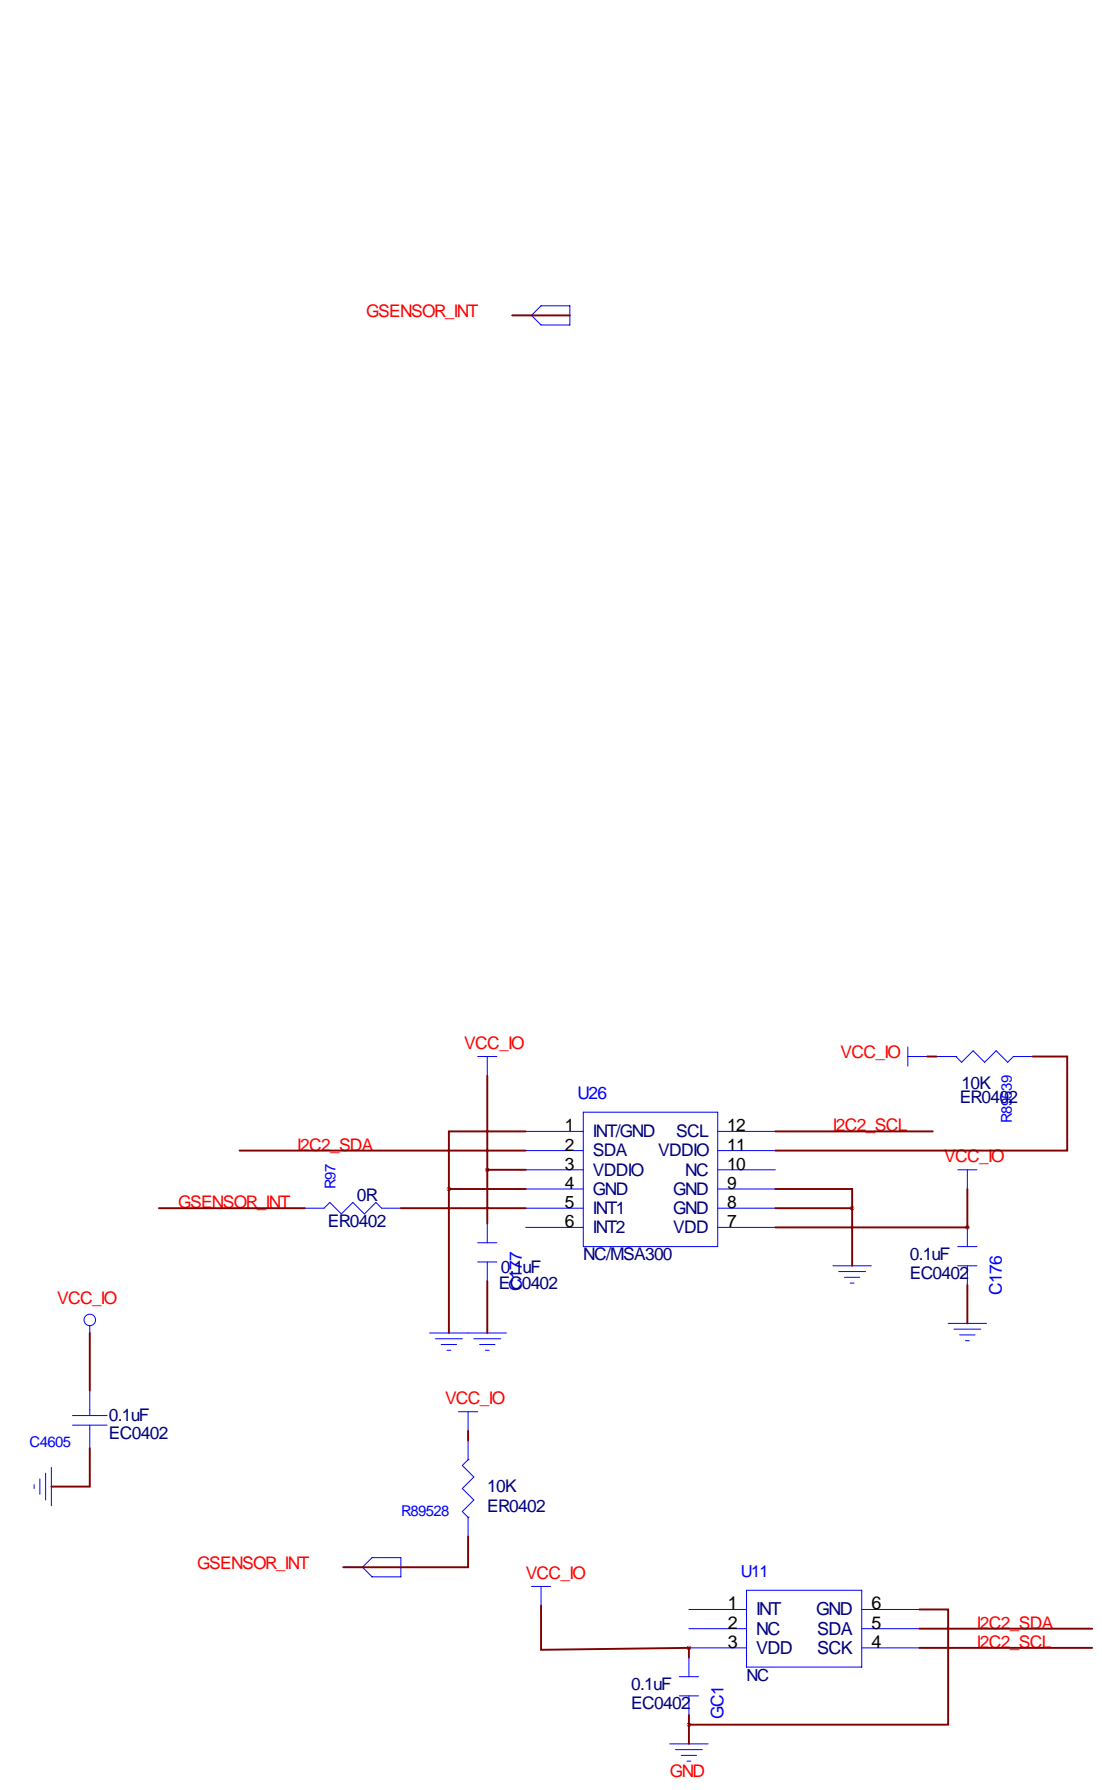 GSENSOR_INT
VCC_IO
VCC_IO
10K
ER0402
R89539
U26
1 INT/GND SCL 12
I2C2_SCL
I2C2_SDA
2 SDA VDDIO 11
VCC_IO
3 VDDIO NC 10
R97
4 GND GND 9
GSENSOR_INT
0R
ER0402
5 INT1 GND 8
6 INT2 VDD 7
NC/MSA300
0.1uF
EC0402
C177
0.1uF
EC0402
C176
VCC_IO
0.1uF
EC0402
C4605
VCC_IO
10K
ER0402
R89528
GSENSOR_INT
VCC_IO
U11
1 INT GND 6
2 NC SDA 5
I2C2_SDA
3 VDD SCK 4
I2C2_SCL
NC
0.1uF
EC0402
GC1
GND